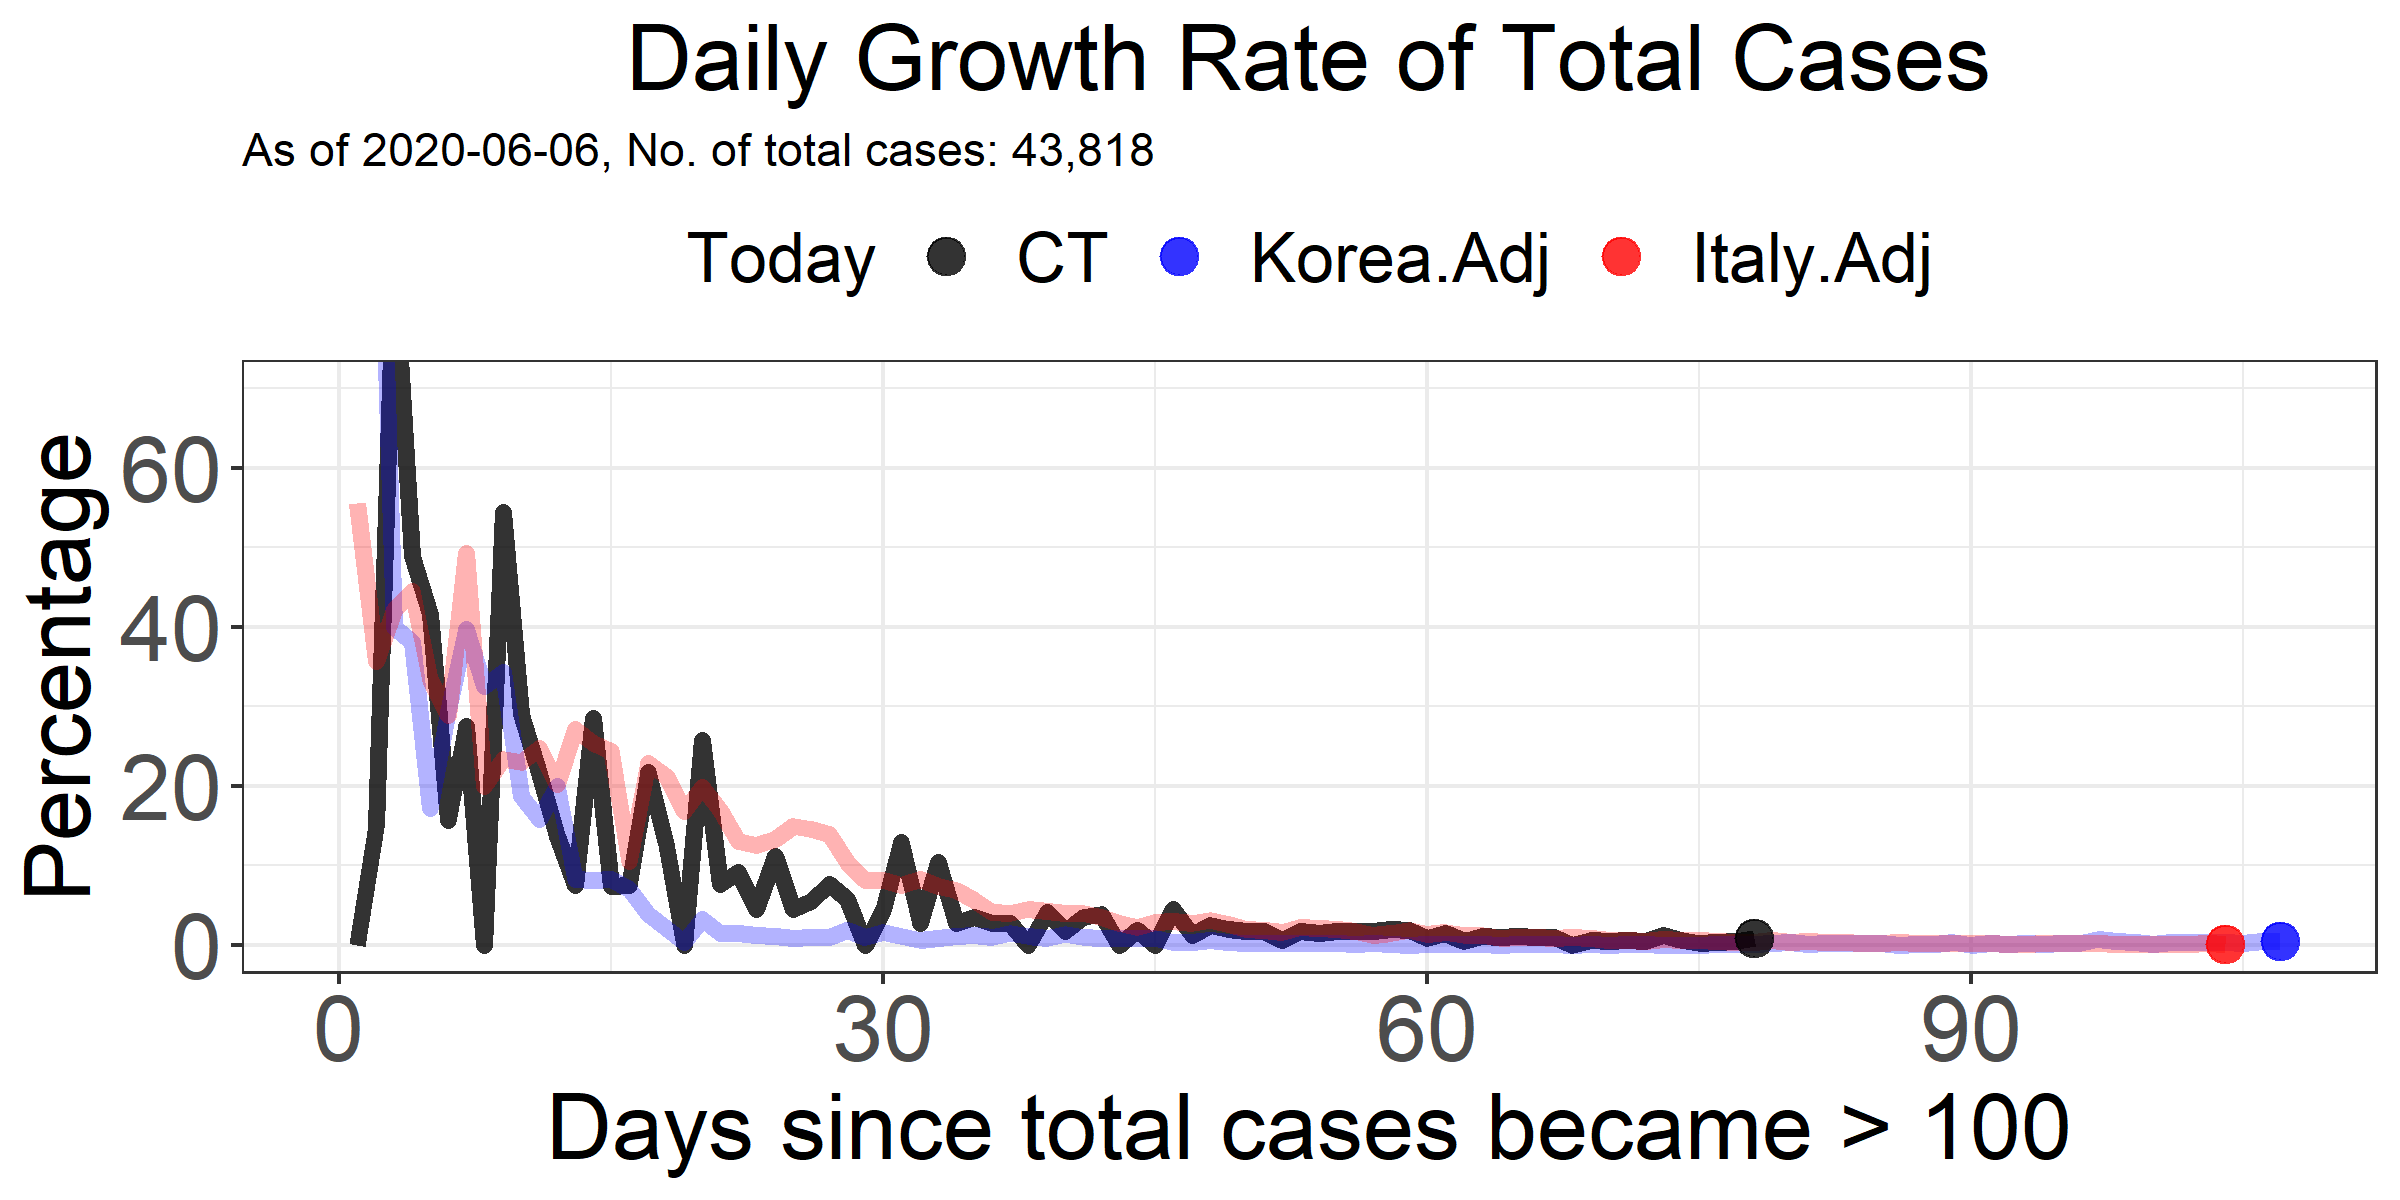 Daily Growth Rate of Total Cases
As of 2020-06-06, No. of total cases: 43,818
Today CT Korea.Adj Italy.Adj
Percentage
60
40
20
0
0 30 60 90
Days since total cases became > 100